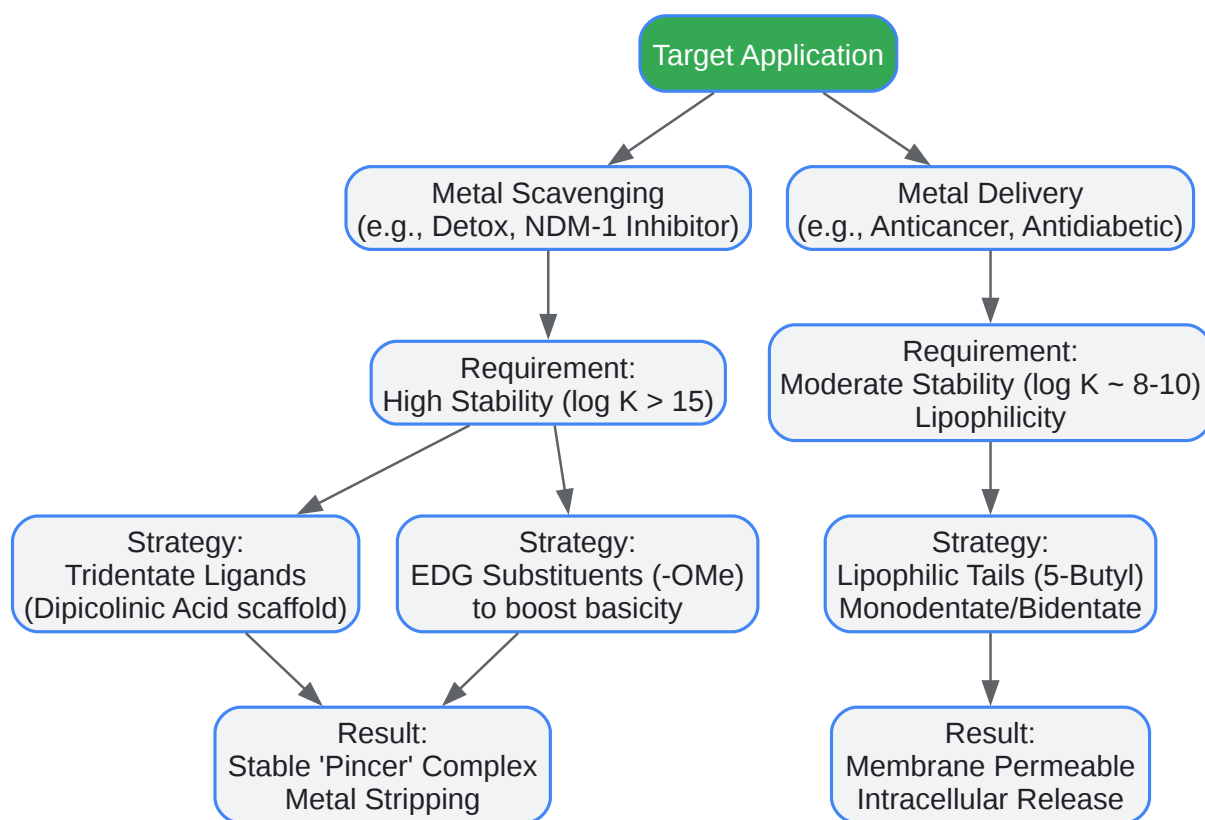 Target Application
Metal Scavenging
(e.g., Detox, NDM-1 Inhibitor)
Metal Delivery
(e.g., Anticancer, Antidiabetic)
Requirement:
High Stability (log K > 15)
Requirement:
Moderate Stability (log K ~ 8-10)
Lipophilicity
Strategy:
Tridentate Ligands
(Dipicolinic Acid scaffold)
Strategy:
EDG Substituents (-OMe)
to boost basicity
Strategy:
Lipophilic Tails (5-Butyl)
Monodentate/Bidentate
Result:
Stable 'Pincer' Complex
Metal Stripping
Result:
Membrane Permeable
Intracellular Release